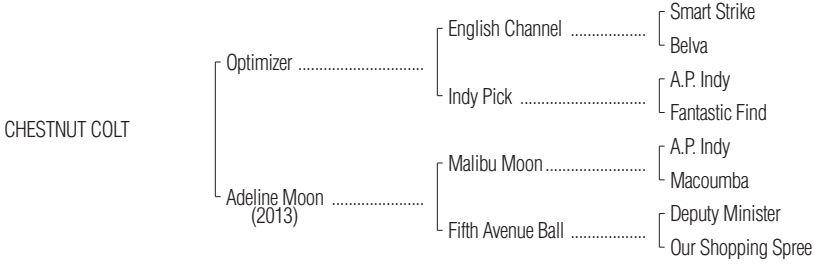 Smart Strike
English Channel ....................
Belva
Optimizer ..............................
A.P. Indy
Indy Pick ..............................
Fantastic Find
CHESTNUT COLT
A.P. Indy
Malibu Moon ........................
Macoumba
Adeline Moon ......................
(2013)
Deputy Minister
Fifth Avenue Ball ..................
Our Shopping Spree